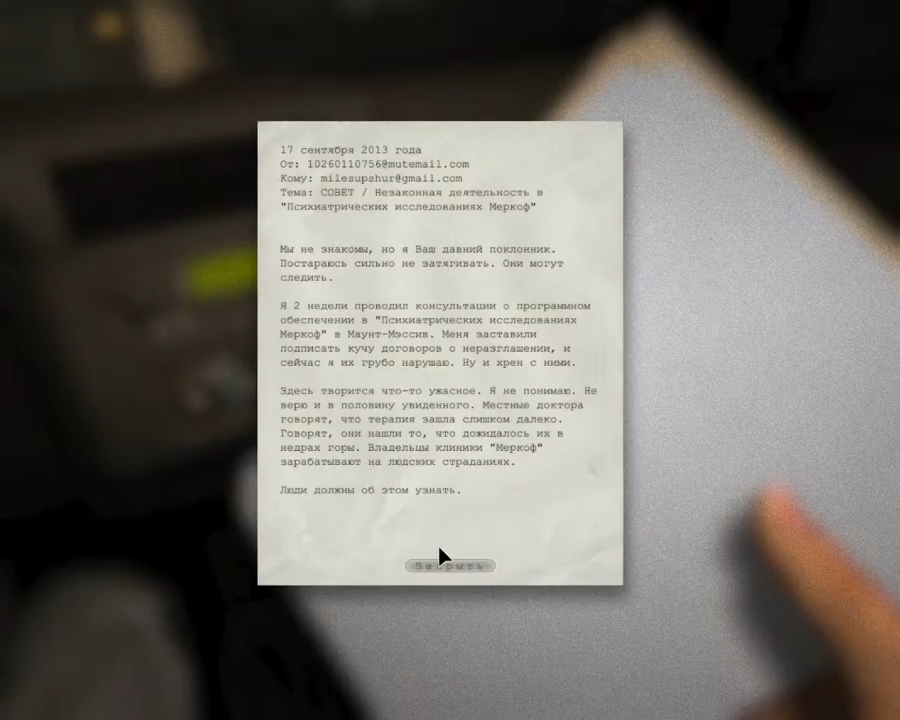 17 сентября 2013 года
От: 10260110756@mutemail.com
Кому: milesupshur@gmail.com
Тема: СОВЕТ / Незаконная деятельность в
"Психиатрических исследованиях Меркоф"
Мы не знакомы, но я Ваш давний поклонник.
Постараюсь сильно не затягивать. Они могут
следить.
Я 2 недели проводил консультации о программном
обеспечении в "Психиатрических исследованиях
Меркоф" в Маунт-Мэссив. Меня заставили
подписать кучу договоров о неразглашении, и
сейчас я их грубо нарушаю. Ну и хрен с ними.
Здесь творится что-то ужасное. Я не понимаю. Не
верю и в половину увиденного. Местные доктора
говорят, что терапия зашла слишком далеко.
Говорят, они нашли то, что дожидалось их в
недрах горы. Владельцы клиники "Меркоф"
зарабатывают на людских страданиях.
Люди должны об этом узнать.
Закрыть